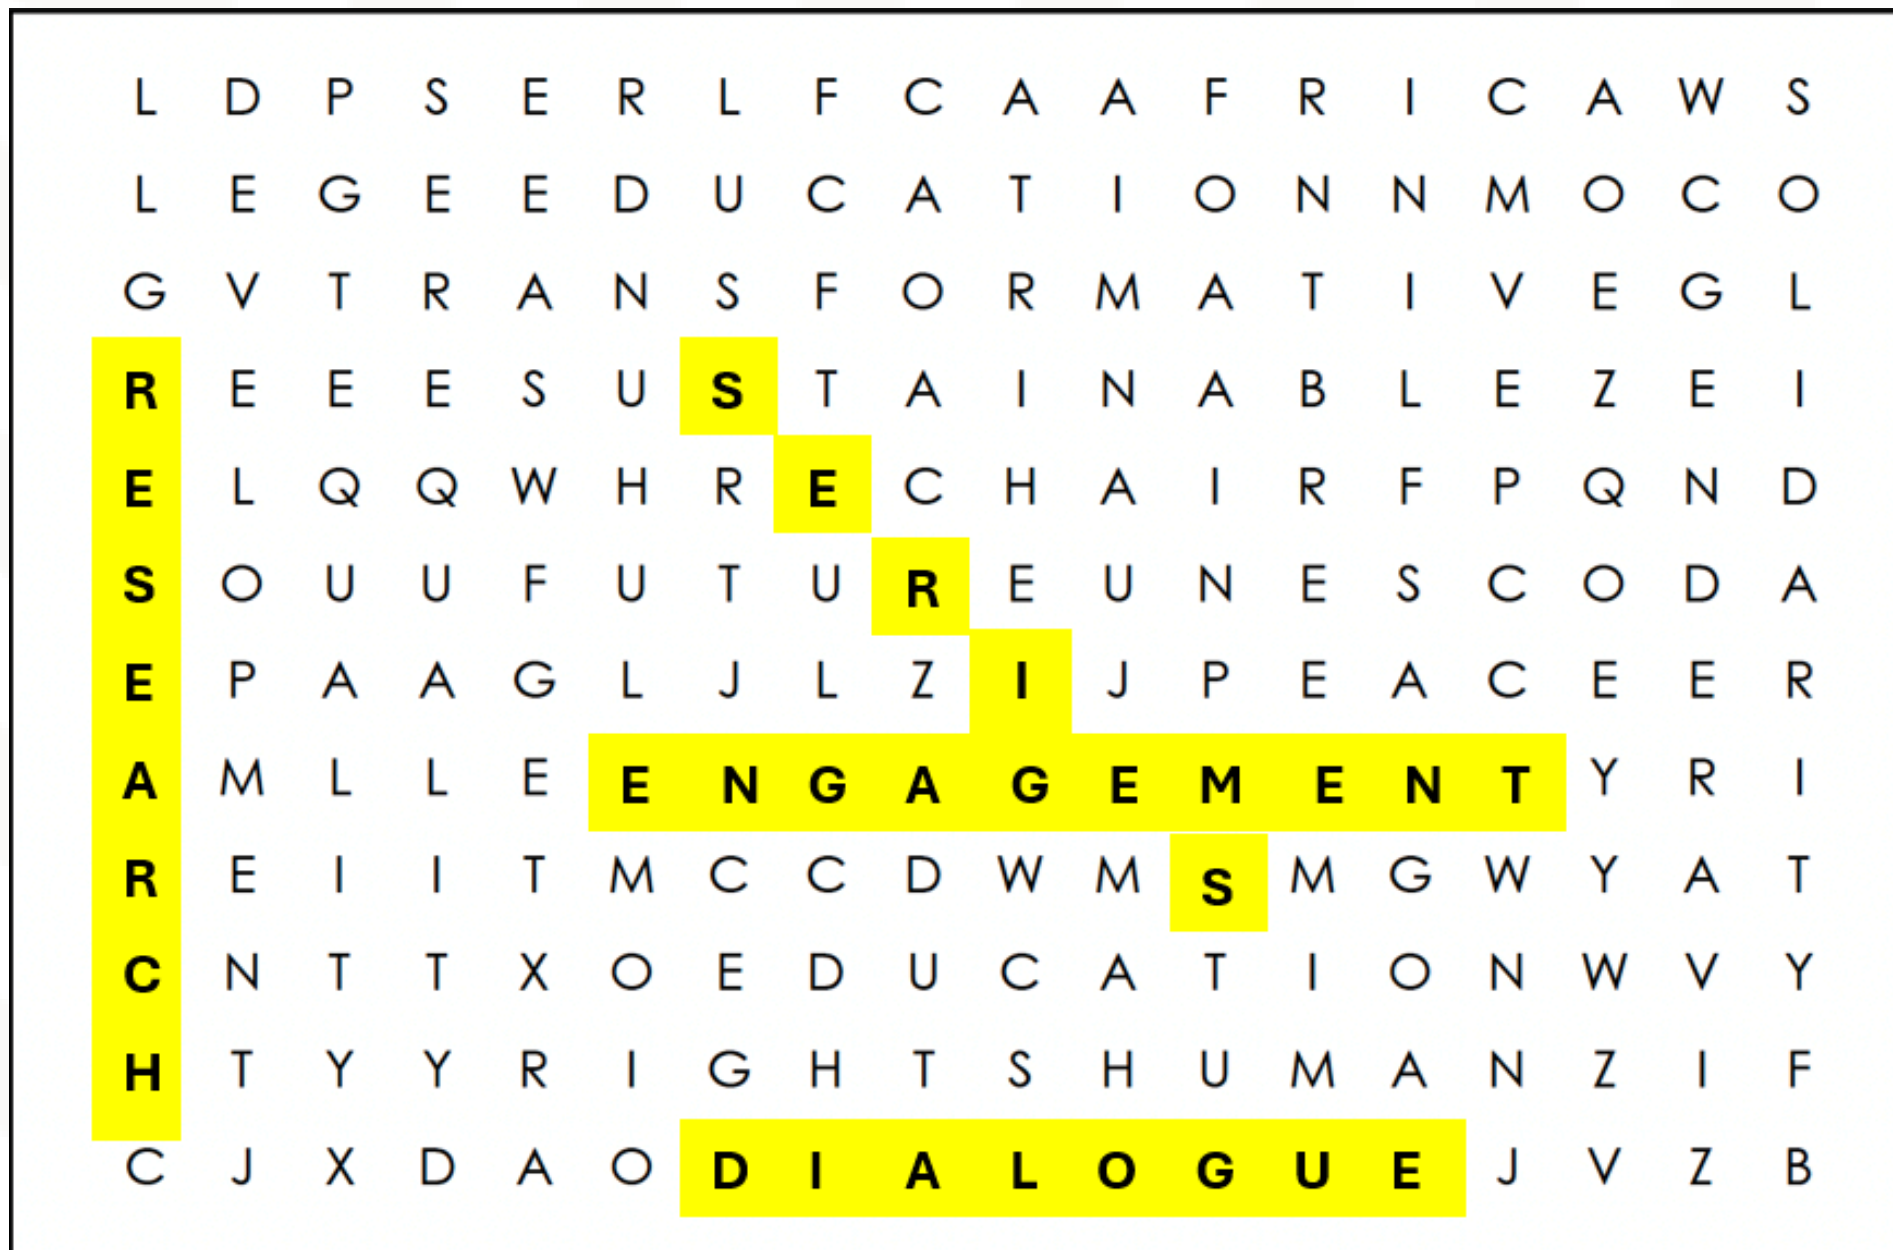 L D P S E R L F C A A F R I C A W S
L E G E E D U C A T I O N N M O C O
G V T R A N S F O R M A T I V E G L
R E E E S U S T A I N A B L E Z E I
E L Q Q W H R E C H A I R F P Q N D
S O U U F U T U R E U N E S C O D A
E P A A G L J L Z I J P E A C E E R
A M L L E E N G A G E M E N T Y R I
R E I I T M C C D W M S M G W Y A T
C N T T X O E D U C A T I O N W V Y
H T Y Y R I G H T S H U M A N Z I F
C J X D A O D I A L O G U E J V Z B